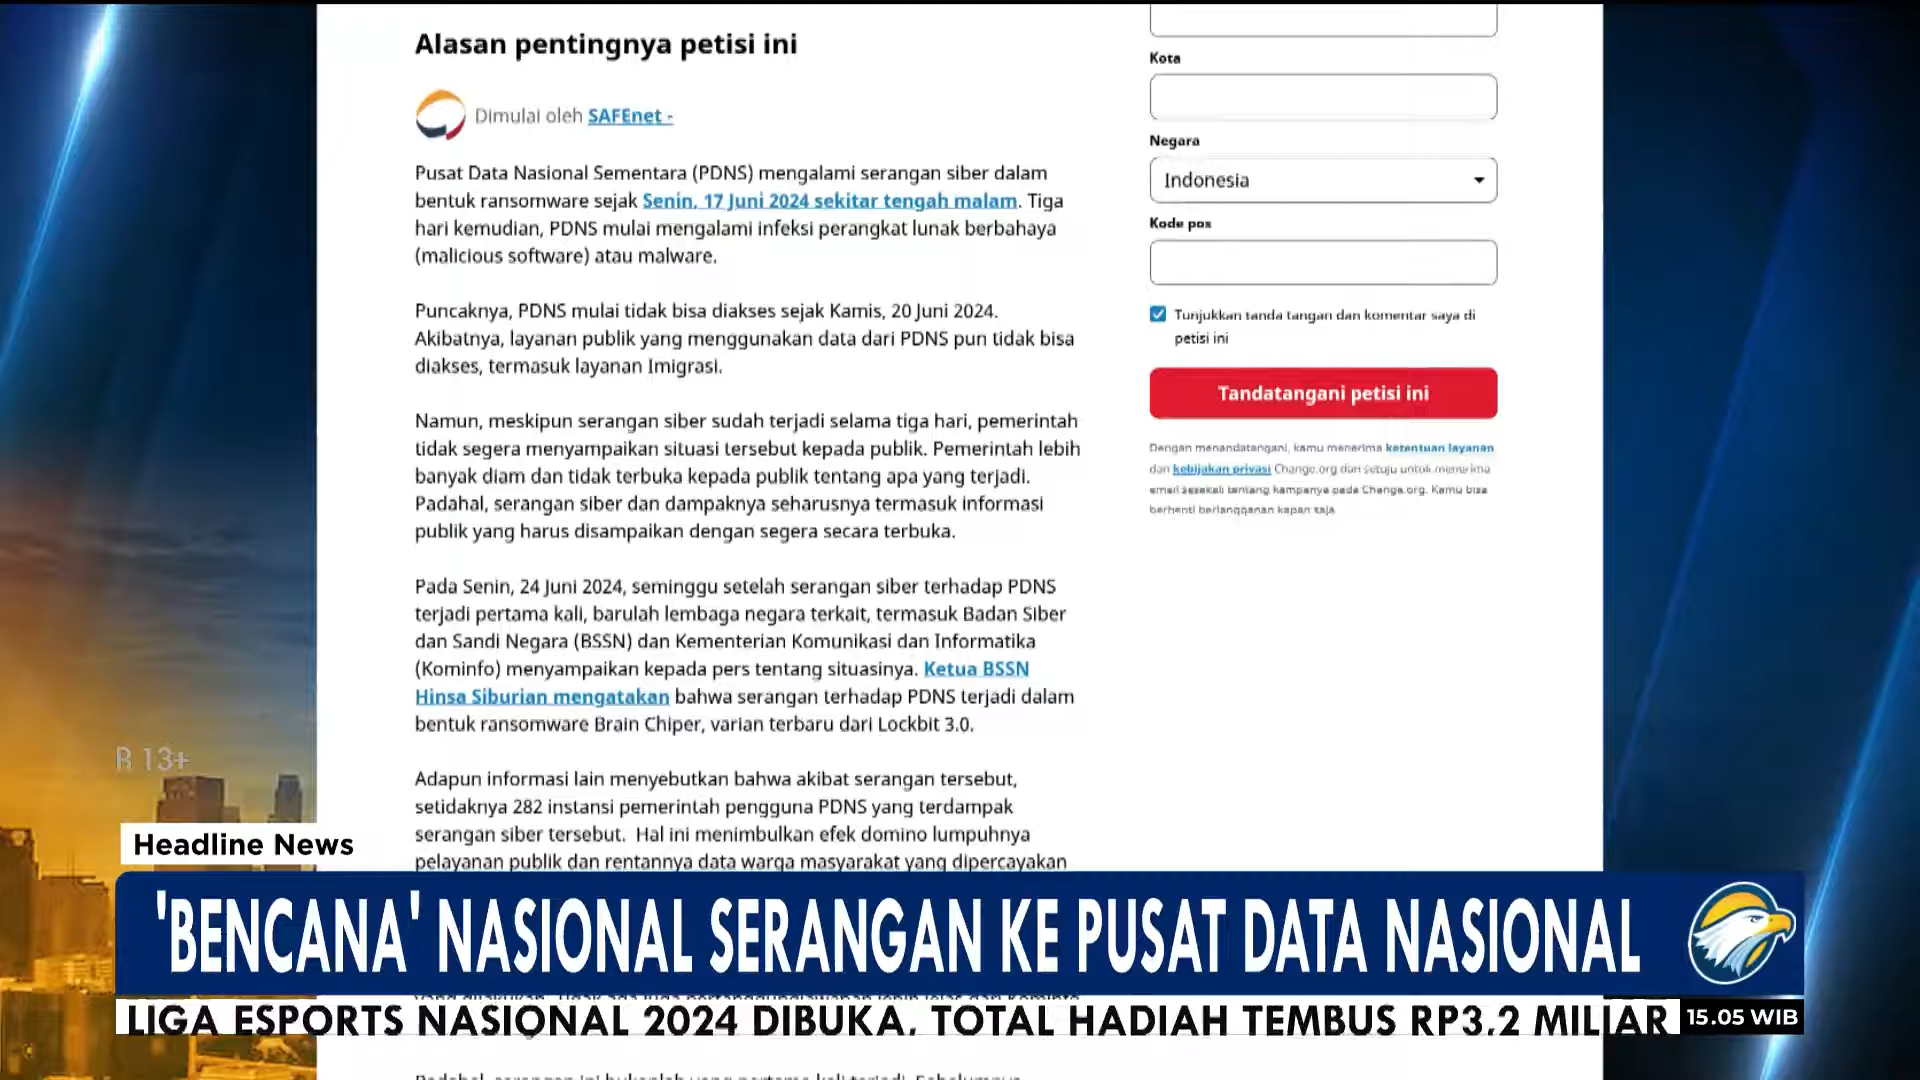 Alasan pentingnya petisi ini
Dimulai oleh SAFEnet -
Pusat Data Nasional Sementara (PDNS) mengalami serangan siber dalam
bentuk ransomware sejak Senin, 17 Juni 2024 sekitar tengah malam. Tiga
hari kemudian, PDNS mulai mengalami infeksi perangkat lunak berbahaya
(malicious software) atau malware.
Puncaknya, PDNS mulai tidak bisa diakses sejak Kamis, 20 Juni 2024.
Akibatnya, layanan publik yang menggunakan data dari PDNS pun tidak bisa
diakses, termasuk layanan Imigrasi.
Namun, meskipun serangan siber sudah terjadi selama tiga hari, pemerintah
tidak segera menyampaikan situasi tersebut kepada publik. Pemerintah lebih
banyak diam dan tidak terbuka kepada publik tentang apa yang terjadi.
Padahal, serangan siber dan dampaknya seharusnya termasuk informasi
publik yang harus disampaikan dengan segera secara terbuka.
Pada Senin, 24 Juni 2024, seminggu setelah serangan siber terhadap PDNS
terjadi pertama kali, barulah lembaga negara terkait, termasuk Badan Siber
dan Sandi Negara (BSSN) dan Kementerian Komunikasi dan Informatika
(Kominfo) menyampaikan kepada pers tentang situasinya. Ketua BSSN
Hinsa Siburian mengatakan bahwa serangan terhadap PDNS terjadi dalam
bentuk ransomware Brain Chiper, varian terbaru dari Lockbit 3.0.
Adapun informasi lain menyebutkan bahwa akibat serangan tersebut,
setidaknya 282 instansi pemerintah pengguna PDNS yang terdampak
serangan siber tersebut. Hal ini menimbulkan efek domino lumpuhnya
pelayanan publik dan rentannya data warga masyarakat yang dipercayakan
Kota
Negara
Indonesia
Kode pos
Tunjukkan tanda tangan dan komentar saya di
petisi ini
Tandatangani petisi ini
Dengan menandatangani, kamu menerima ketentuan layanan
dan kebijakan privasi Change.org dan setuju untuk menerima
email sesekali tentang kampanye pada Change.org. Kamu bisa
berhenti berlangganan kapan saja
R 13+
Headline News
'BENCANA' NASIONAL SERANGAN KE PUSAT DATA NASIONAL
LIGA ESPORTS NASIONAL 2024 DIBUKA, TOTAL HADIAH TEMBUS RP3,2 MILIAR
15.05 WIB